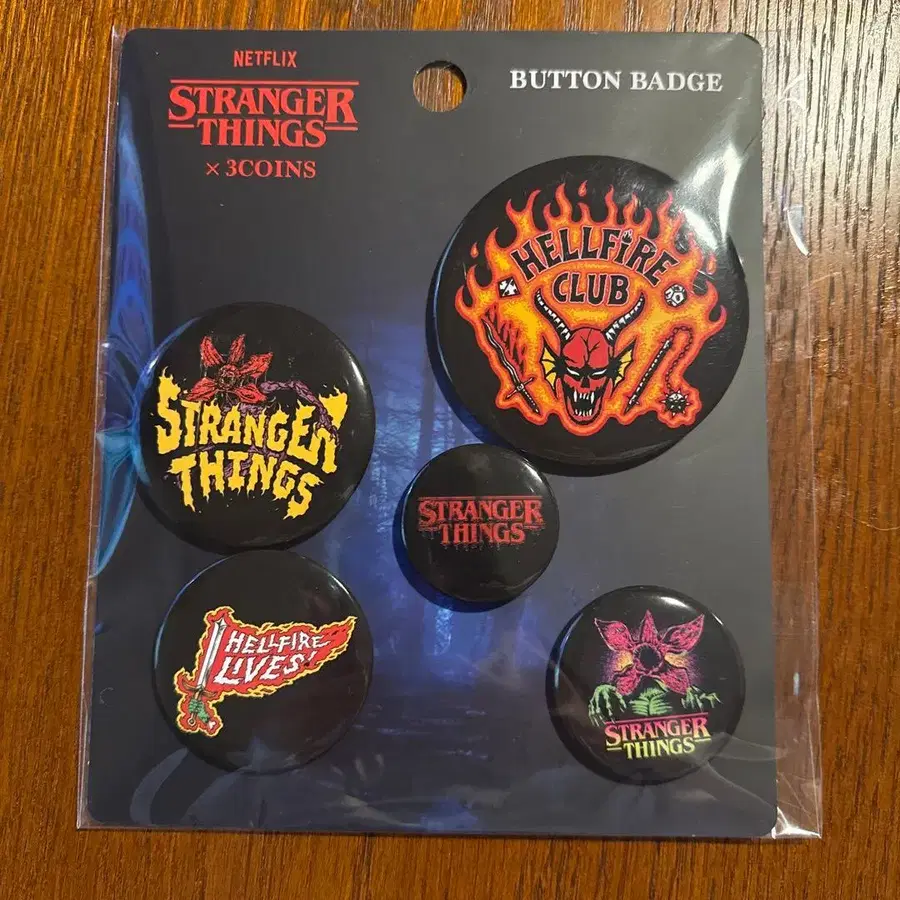 NETFLIX
STRANGER
THINGS
× 3COINS
BUTTON BADGE
HELLFIRE
CLUB
STRANGER
THINGS
STRANGER
THINGS
HELLFIRE
LIVES!
STRANGER
THINGS